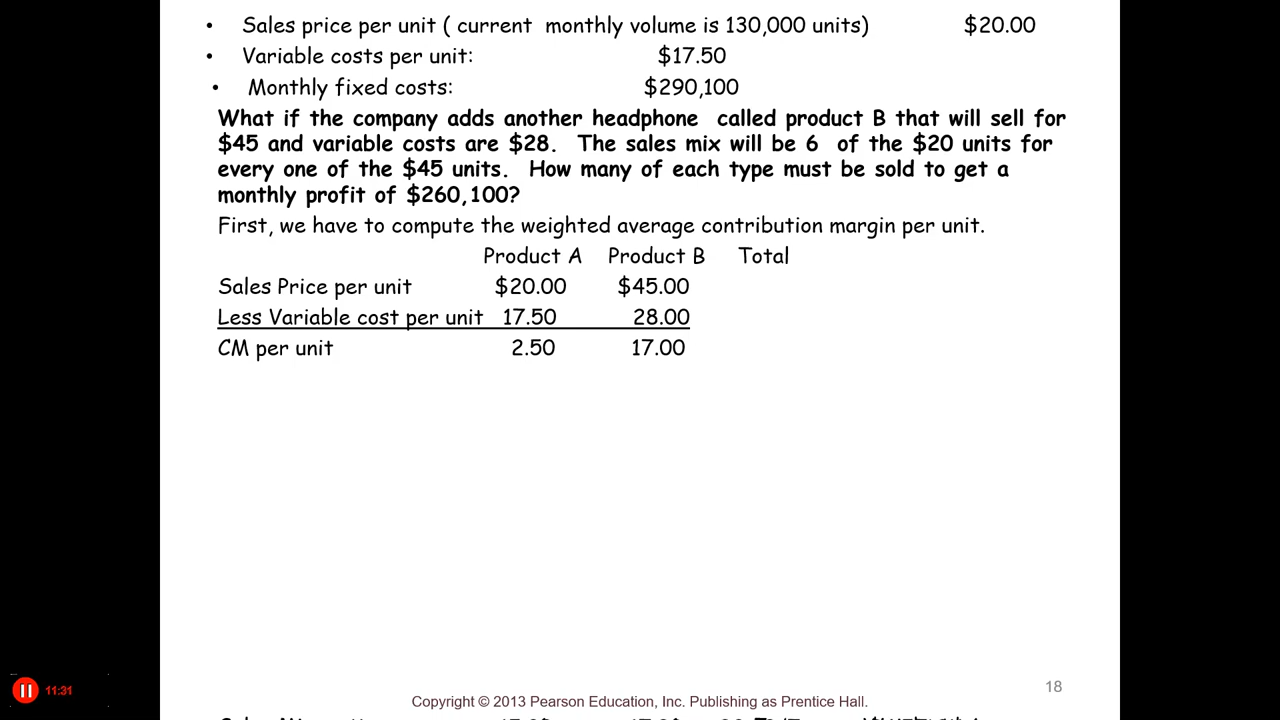 • Sales price per unit ( current monthly volume is 130,000 units) $20.00
• Variable costs per unit: $17.50
• Monthly fixed costs: $290,100
What if the company adds another headphone called product B that will sell for
$45 and variable costs are $28. The sales mix will be 6 of the $20 units for
every one of the $45 units. How many of each type must be sold to get a
monthly profit of $260,100?
First, we have to compute the weighted average contribution margin per unit.
Product A Product B Total
Sales Price per unit $20.00 $45.00
Less Variable cost per unit 17.50 28.00
CM per unit 2.50 17.00
18
11:31
Copyright © 2013 Pearson Education, Inc. Publishing as Prentice Hall.